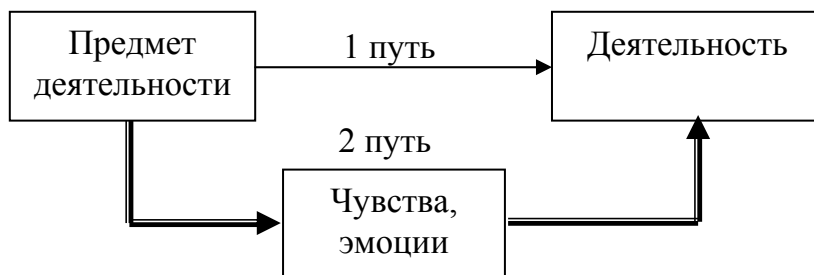 Предмет
деятельности
1 путь
Деятельность
2 путь
Чувства,
эмоции